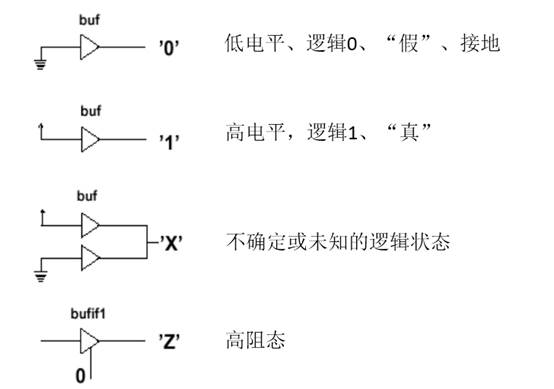 buf
'0' 低电平、逻辑0、“假”、接地
buf
'1' 高电平，逻辑1、“真”
buf
'X' 不确定或未知的逻辑状态
bufif1
'Z' 高阻态
0